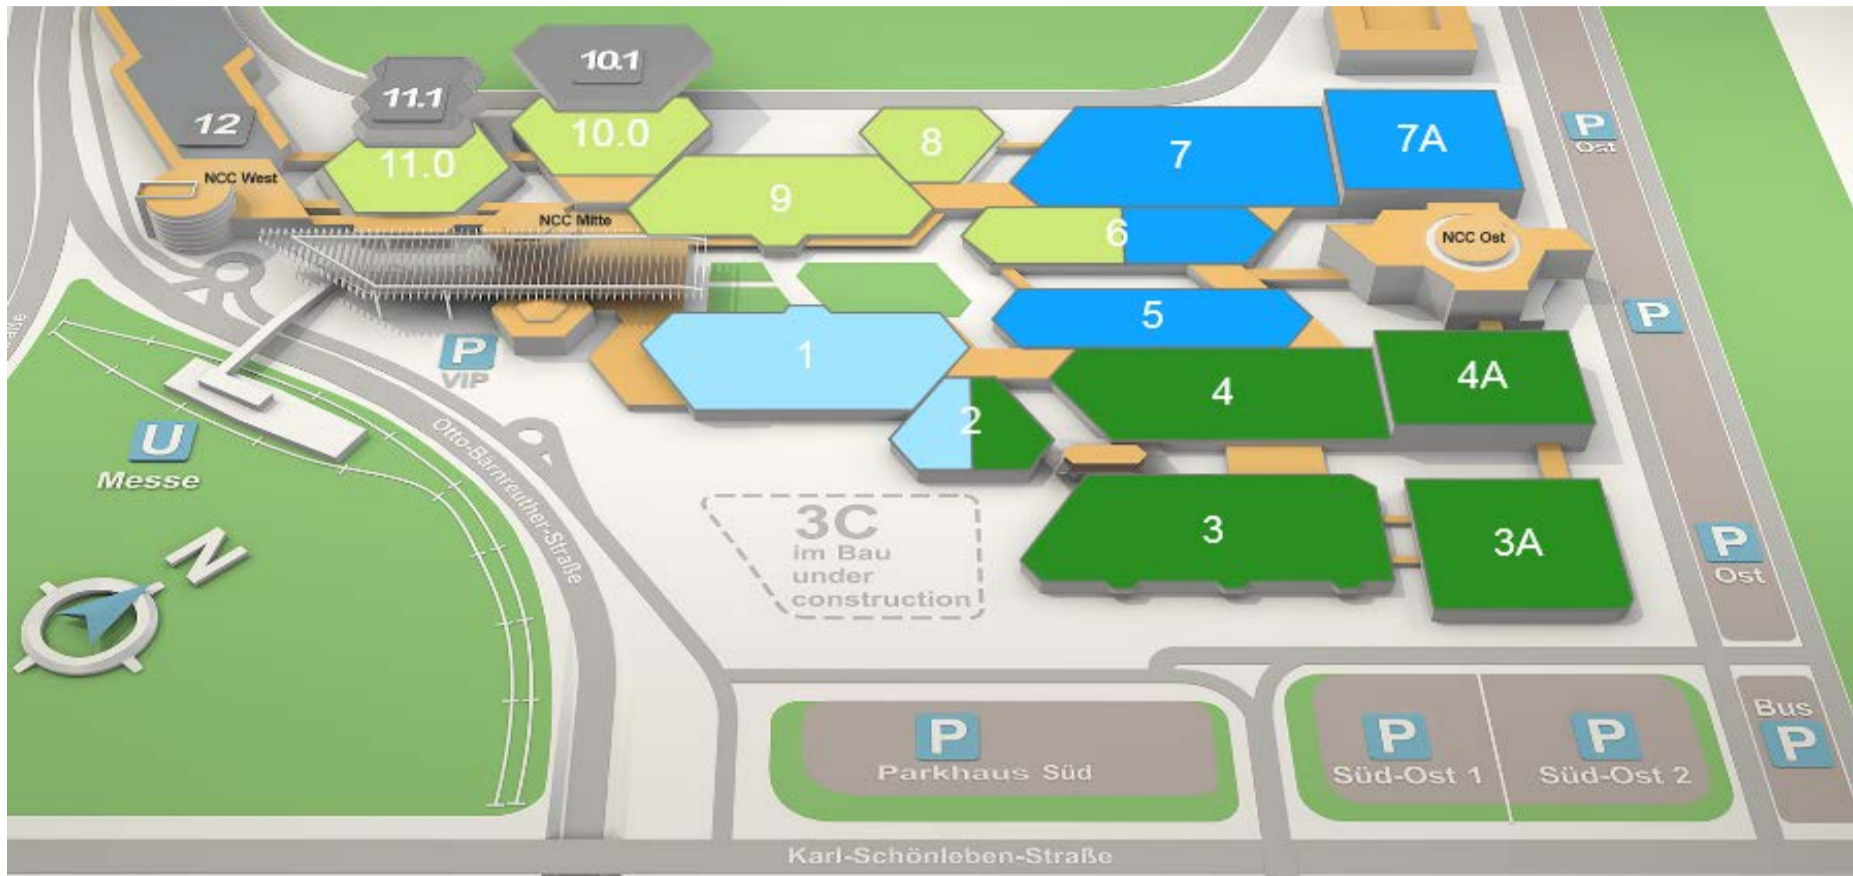 10.1
11.1
12
10.0
11.0
8
7
7A
P
Ost
NCC West
9
NCC Mitte
6
NCC Ost
5
P
1
P
VIP
4
4A
2
U
Messe
Otto-Bärnreuther-Straße
3C
im Bau
under
construction
3
3A
P
Ost
N
P
Parkhaus Süd
P
Süd-Ost 1
P
Süd-Ost 2
Bus
P
Karl-Schönleben-Straße